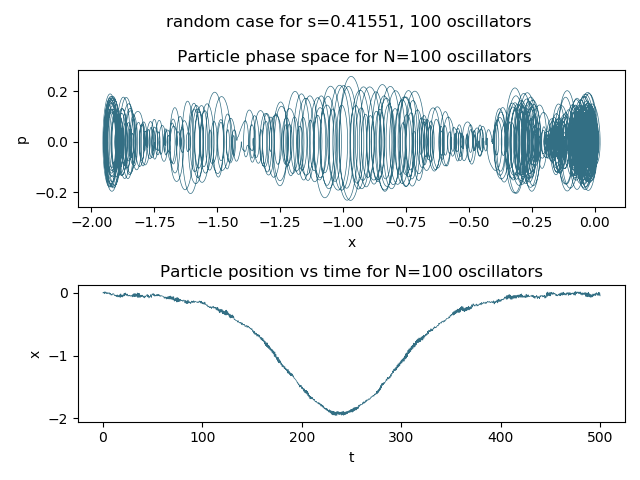 random case for s=0.41551, 100 oscillators
Particle phase space for N=100 oscillators
0.2
0.0
−0.2
p
−2.00 −1.75 −1.50 −1.25 −1.00 −0.75 −0.50 −0.25 0.00
x
Particle position vs time for N=100 oscillators
0
−1
−2
x
0 100 200 300 400 500
t